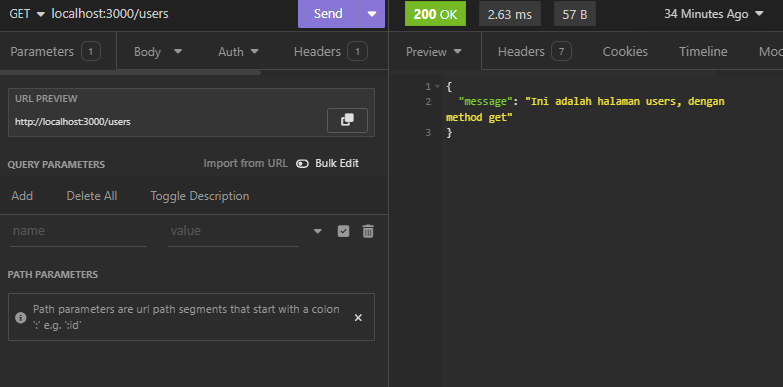 GET localhost:3000/users Send
Parameters 1 Body Auth Headers 1
URL PREVIEW
http://localhost:3000/users
QUERY PARAMETERS Import from URL Bulk Edit
Add Delete All Toggle Description
name value
PATH PARAMETERS
Path parameters are url path segments that start with a colon
':' e.g. ':id'
200 OK 2.63 ms 57 B 34 Minutes Ago
Preview Headers 7 Cookies Timeline Moc
1 {
2 "message": "Ini adalah halaman users, dengan
method get"
3 }